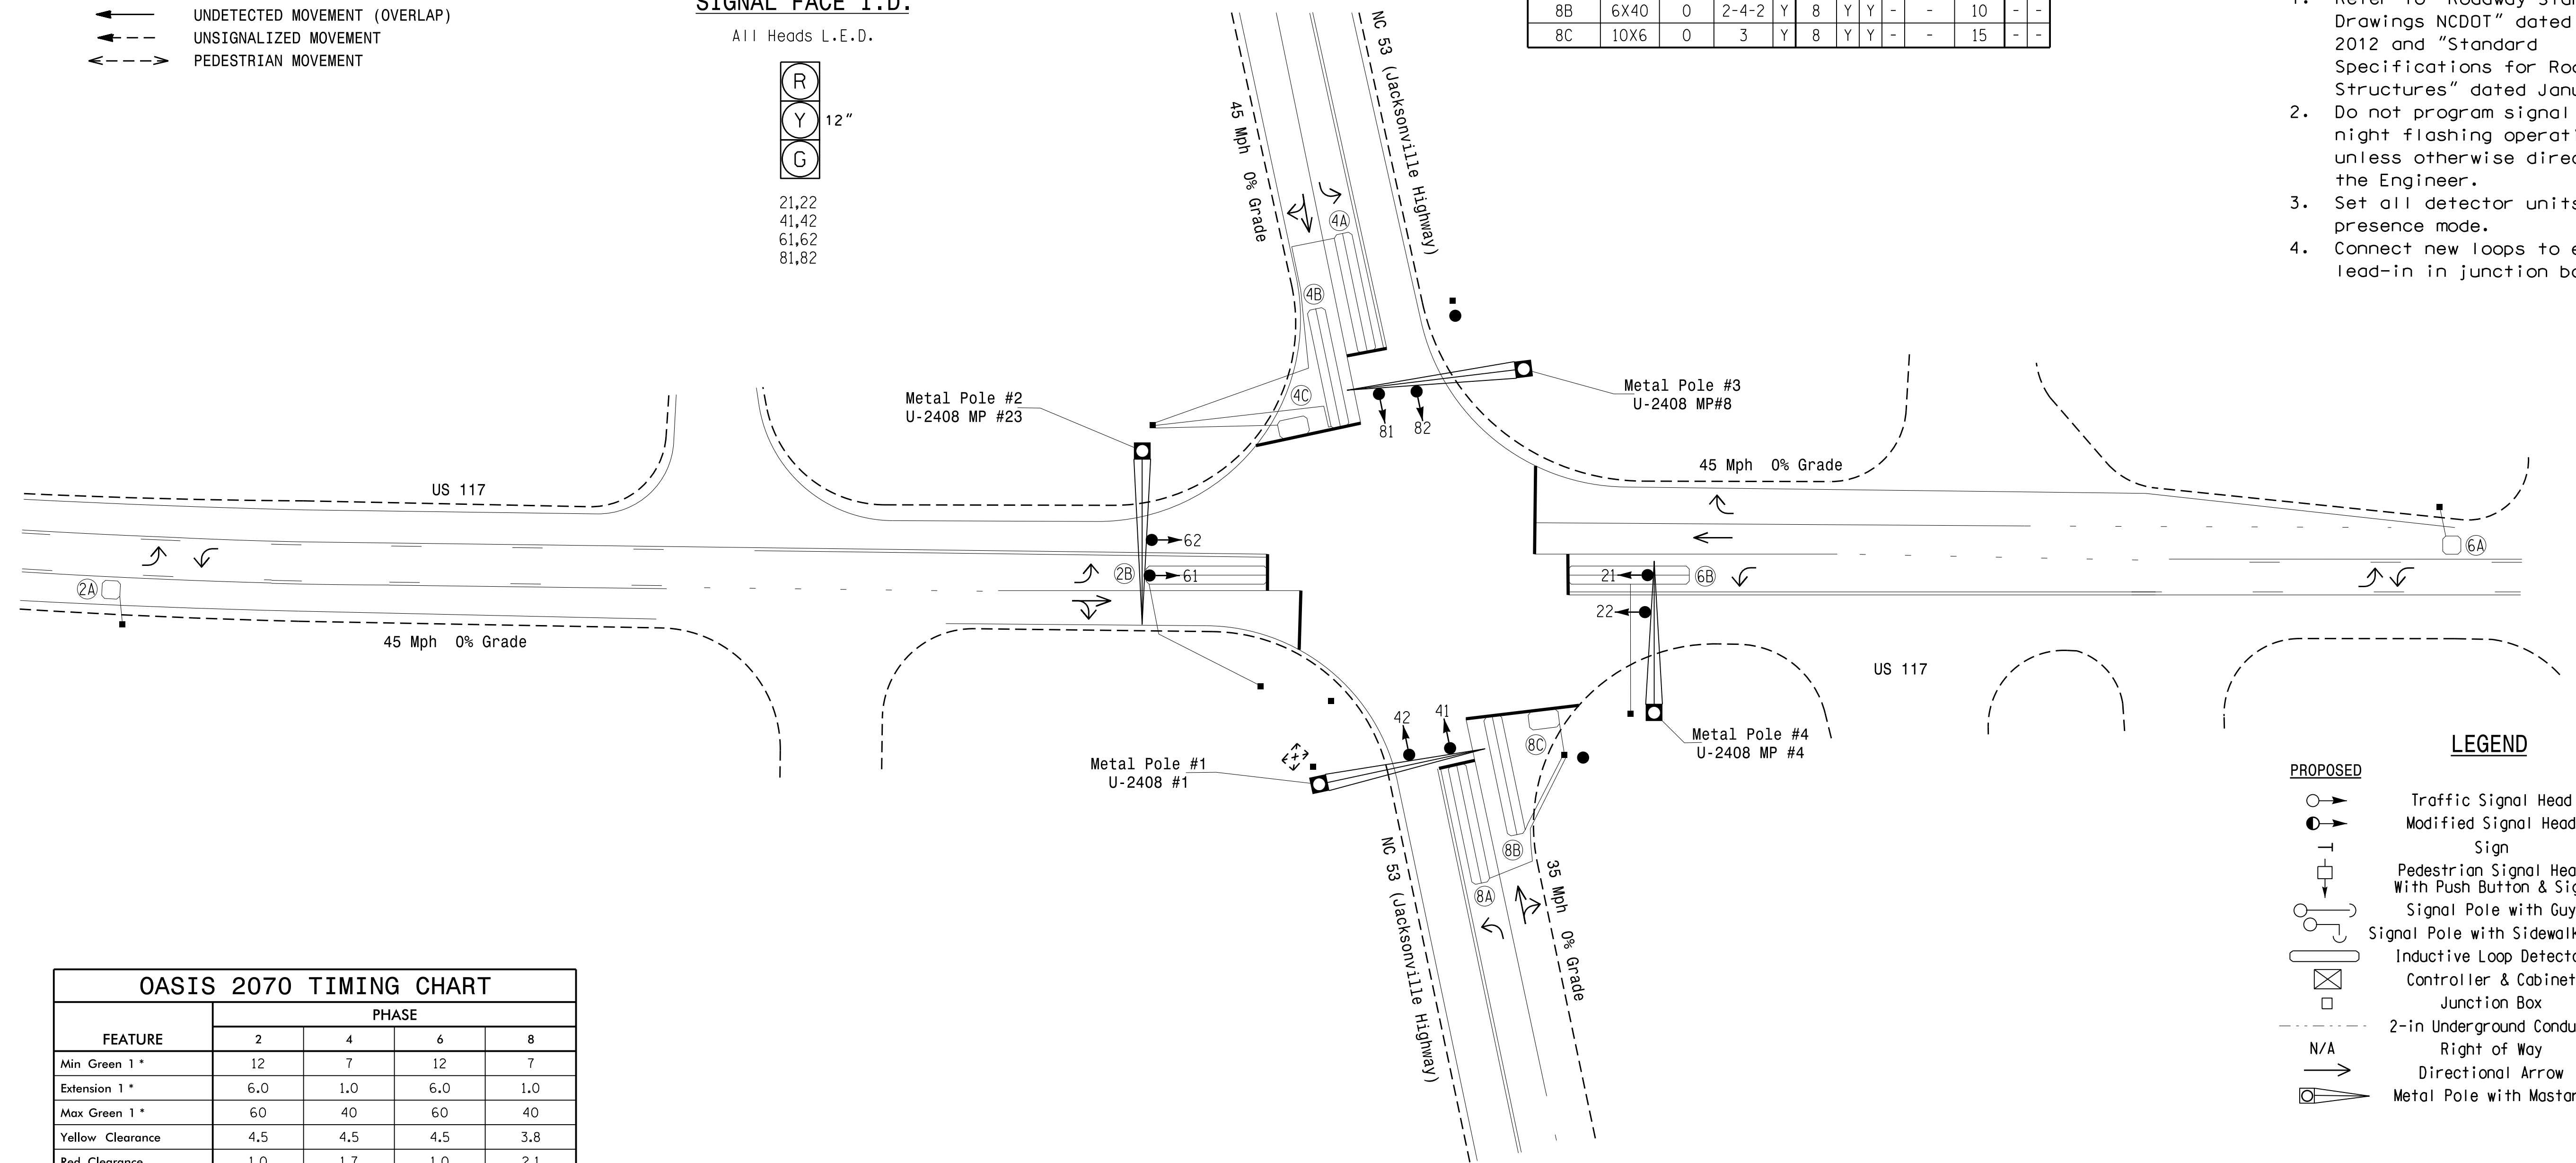 UNDETECTED MOVEMENT (OVERLAP)
UNSIGNALIZED MOVEMENT
PEDESTRIAN MOVEMENT
SIGNAL FACE I.D.
All Heads L.E.D.
R
Y 12"
G
21,22
41,42
61,62
81,82
8B 6X40 0 2-4-2 Y 8 Y Y - - 10 - -
8C 10X6 0 3 Y 8 Y Y - - 15 - -
Drawings NCDOT" dated
2012 and "Standard
Specifications for
Structures" dated
2. Do not program signal
night flashing
unless otherwise
the Engineer.
3. Set all detector
presence mode.
4. Connect new loops to
lead-in in junction
NC 53 (Jacksonville Highway)
45 Mph 0% Grade
4A
4B
4C
Metal Pole #2
U-2408 MP #23
Metal Pole #3
U-2408 MP#8
81 82
US 117
45 Mph 0% Grade
62
61
2B
2A
6A
6B
21
22
45 Mph 0% Grade
US 117
42 41
8C
8B
8A
Metal Pole #1
U-2408 #1
Metal Pole #4
U-2408 MP #4
NC 53 (Jacksonville Highway)
35 Mph 0% Grade
OASIS 2070 TIMING CHART
FEATURE PHASE
2 4 6 8
Min Green 1 * 12 7 12 7
Extension 1 * 6.0 1.0 6.0 1.0
Max Green 1 * 60 40 60 40
Yellow Clearance 4.5 4.5 4.5 3.8
Red Clearance 1.0 1.7 1.0 2.1
LEGEND
PROPOSED
Traffic Signal Head
Modified Signal Head
Sign
Pedestrian Signal
With Push Button &
Signal Pole with Guy
Signal Pole with
Inductive Loop
Controller & Cabinet
Junction Box
2-in Underground
N/A Right of Way
Directional Arrow
Metal Pole with